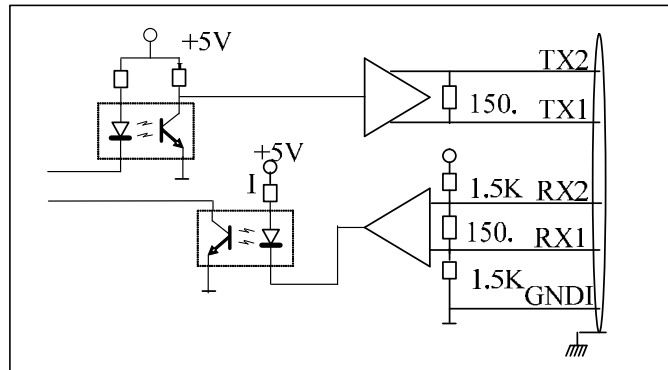 +5V
TX2
150.
TX1
+5V
I
1.5K
RX2
150.
RX1
1.5K
GNDI